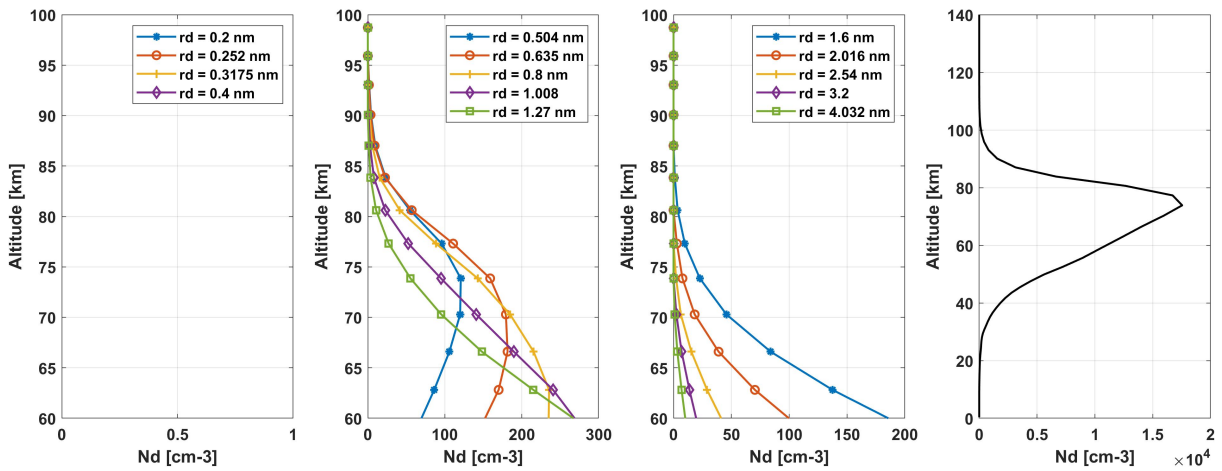 100
95
90
85
80
75
70
65
60
0
0.5
1
Altitude [km]
Nd [cm-3]
rd = 0.2 nm
rd = 0.252 nm
rd = 0.3175 nm
rd = 0.4 nm
100
95
90
85
80
75
70
65
60
0
100
200
300
Altitude [km]
Nd [cm-3]
rd = 0.504 nm
rd = 0.635 nm
rd = 0.8 nm
rd = 1.008
rd = 1.27 nm
100
95
90
85
80
75
70
65
60
0
50
100
150
200
Altitude [km]
Nd [cm-3]
rd = 1.6 nm
rd = 2.016 nm
rd = 2.54 nm
rd = 3.2
rd = 4.032 nm
140
120
100
80
60
40
20
0
0
0.5
1
1.5
2
Altitude [km]
Nd [cm-3]
×10⁴